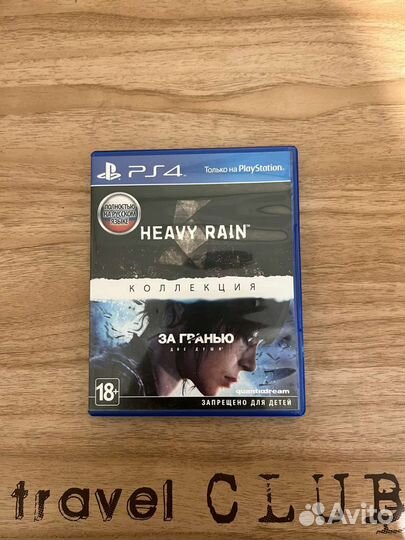 PS4
Только на PlayStation
ПОЛНОСТЬЮ
НА РУССКОМ
ЯЗЫКЕ
HEAVY RAIN™
КОЛЛЕКЦИЯ
ЗА ГРАНЬЮ
ДВЕ ДУШИ
18+
quanticdream
ЗАПРЕЩЕНО ДЛЯ ДЕТЕЙ
travel CLUB
Avito